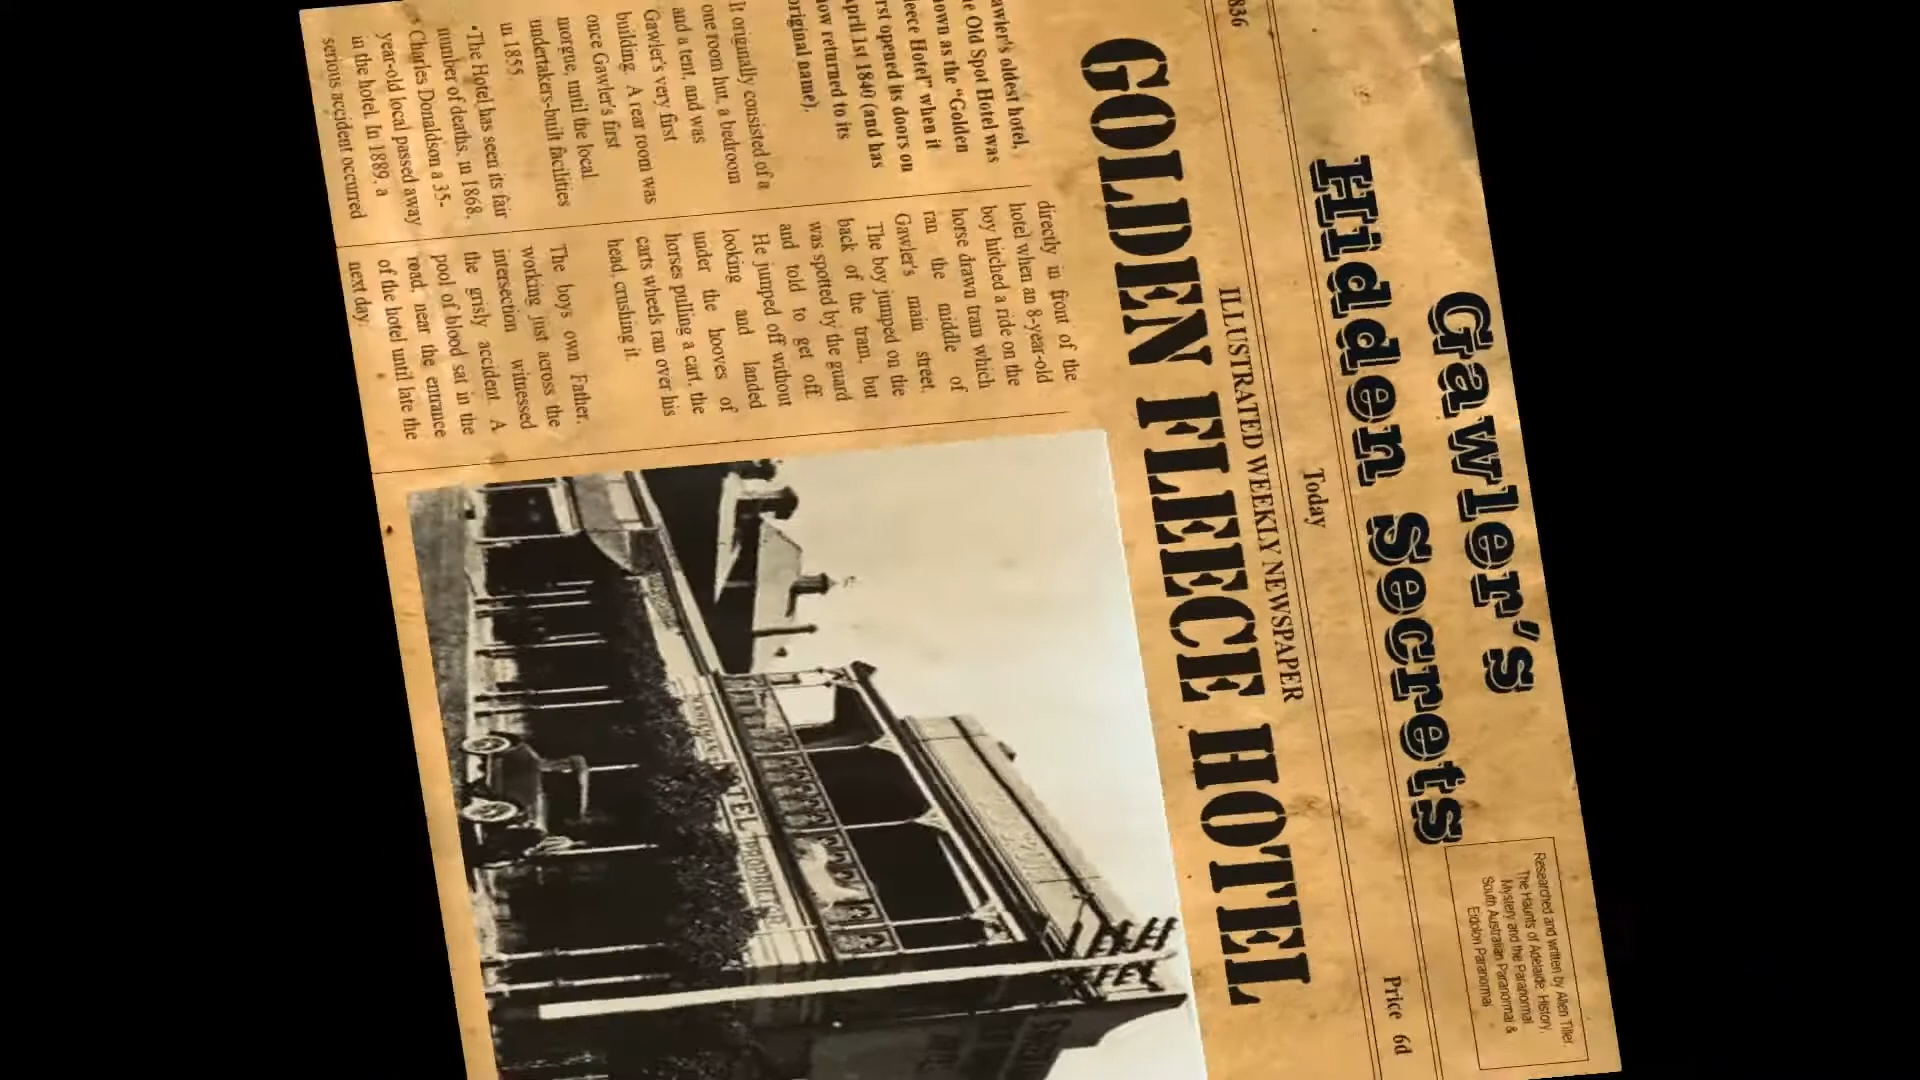 Gawler's
Hidden Secrets
Researched and written by Allen Tiller.
The Haunts of Adelaide: History,
Mystery and the Paranormal
South Australian Paranormal &
Eidolon Paranormal
836
Today
Price 6d
ILLUSTRATED WEEKLY NEWSPAPER
GOLDEN FLEECE HOTEL
awler's oldest hotel,
e Old Spot Hotel was
own as the "Golden
leece Hotel" when it
rst opened its doors on
pril 1st 1840 (and has
ow returned to its
original name).
It originally consisted of a
one room hut, a bedroom
and a tent, and was
Gawler's very first
building. A rear room was
once Gawler's first
morgue, until the local
undertakers-built facilities
in 1855.
•The Hotel has seen its fair
number of deaths, in 1868,
Charles Donaldson a 35-
year-old local passed away
in the hotel. In 1889, a
serious accident occured
directly in front of the
hotel when an 8-year-old
boy hitched a ride on the
horse drawn tram which
ran the middle of
Gawler's main street.
The boy jumped on the
back of the tram, but
was spotted by the guard
and told to get off.
He jumped off without
looking and landed
under the hooves of
horses pulling a cart, the
carts wheels ran over his
head, crushing it.
The boys own Father,
working just across the
intersection witnessed
the grisly accident. A
pool of blood sat in the
road, near the entrance
of the hotel until late the
next day.